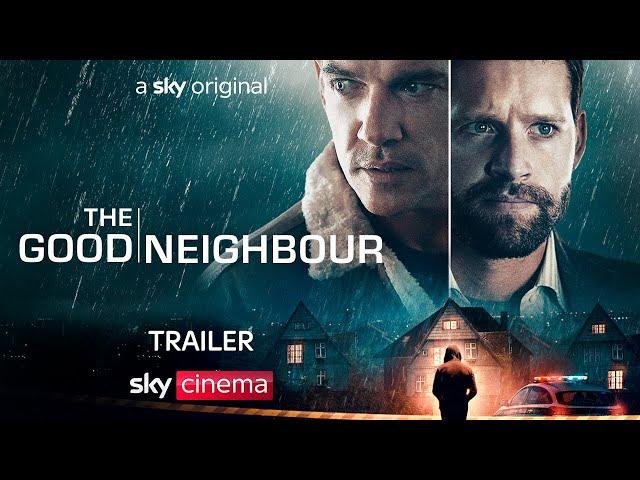 a sky original
THE
GOOD NEIGHBOUR
TRAILER
sky cinema